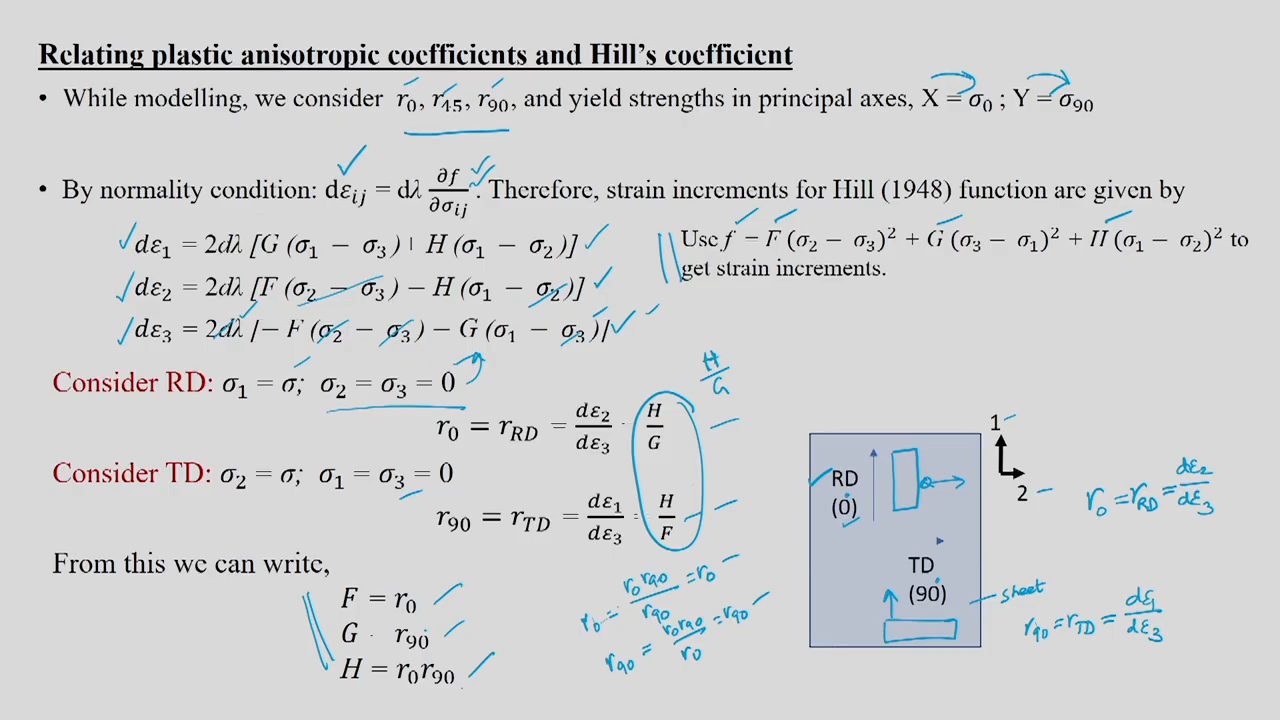 Relating plastic anisotropic coefficients and Hill's coefficient
• While modelling, we consider r₀, r₄₅, r₉₀, and yield strengths in principal axes, X = σ₀ ; Y = σ₉₀
• By normality condition: dεᵢⱼ = dλ ∂f/∂σᵢⱼ. Therefore, strain increments for Hill (1948) function are given by
dε₁ = 2dλ [G (σ₁ − σ₃) + H (σ₁ − σ₂)]
dε₂ = 2dλ [F (σ₂ − σ₃) − H (σ₁ − σ₂)]
dε₃ = 2dλ [− F (σ₂ − σ₃) − G (σ₁ − σ₃)]
Use f = F (σ₂ − σ₃)² + G (σ₃ − σ₁)² + H (σ₁ − σ₂)² to
get strain increments.
Consider RD: σ₁ = σ; σ₂ = σ₃ = 0
H/G
r₀ = r_RD = dε₂/dε₃ = H/G
Consider TD: σ₂ = σ; σ₁ = σ₃ = 0
r₉₀ = r_TD = dε₁/dε₃ = H/F
From this we can write,
F = r₀
G = r₉₀
H = r₀r₉₀
r₀ = r₀r₉₀/r₉₀ = r₀
r₉₀ = r₀r₉₀/r₀ = r₉₀
RD
(0)
TD
(90)
1
2
sheet
r₀ = r_RD = dε₂/dε₃
r₉₀ = r_TD = dε₁/dε₃